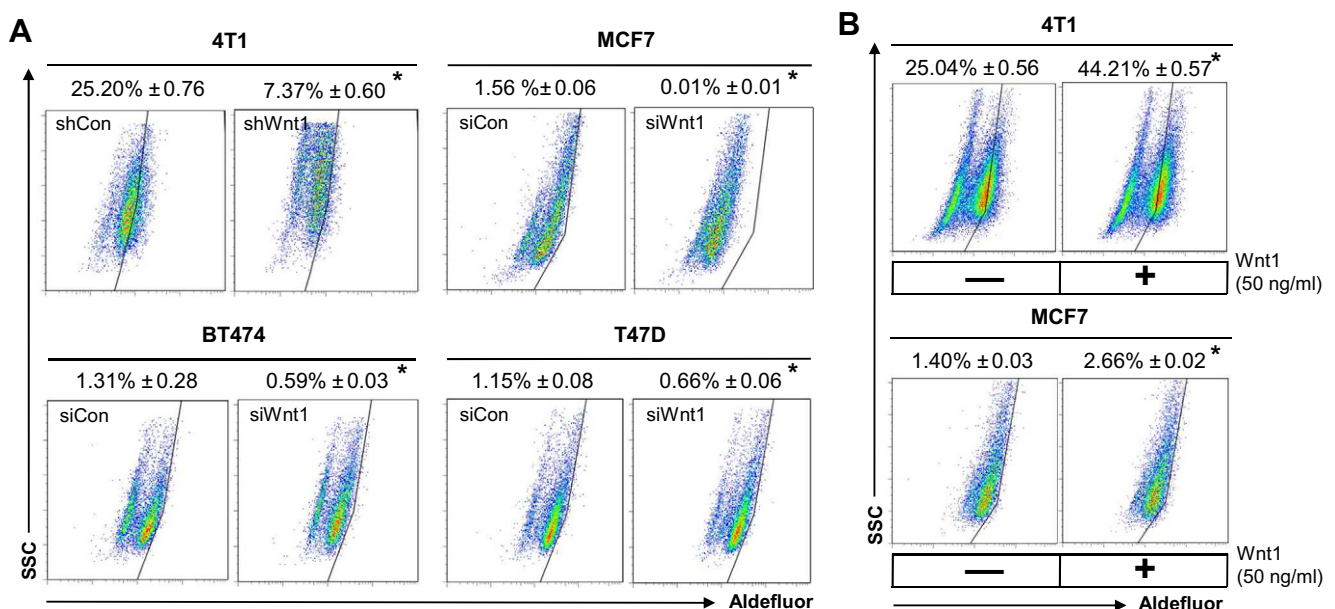 A
4T1
MCF7
25.20% ±0.76
7.37% ±0.60 *
1.56 %±0.06
0.01% ±0.01 *
shCon
shWnt1
siCon
siWnt1
BT474
T47D
1.31% ±0.28
0.59% ±0.03 *
1.15% ±0.08
0.66% ±0.06 *
siCon
siWnt1
siCon
siWnt1
SSC
Aldefluor
B
4T1
25.04% ±0.56
44.21% ±0.57 *
— +
Wnt1
(50 ng/ml)
MCF7
1.40% ±0.03
2.66% ±0.02 *
— +
Wnt1
(50 ng/ml)
SSC
Aldefluor